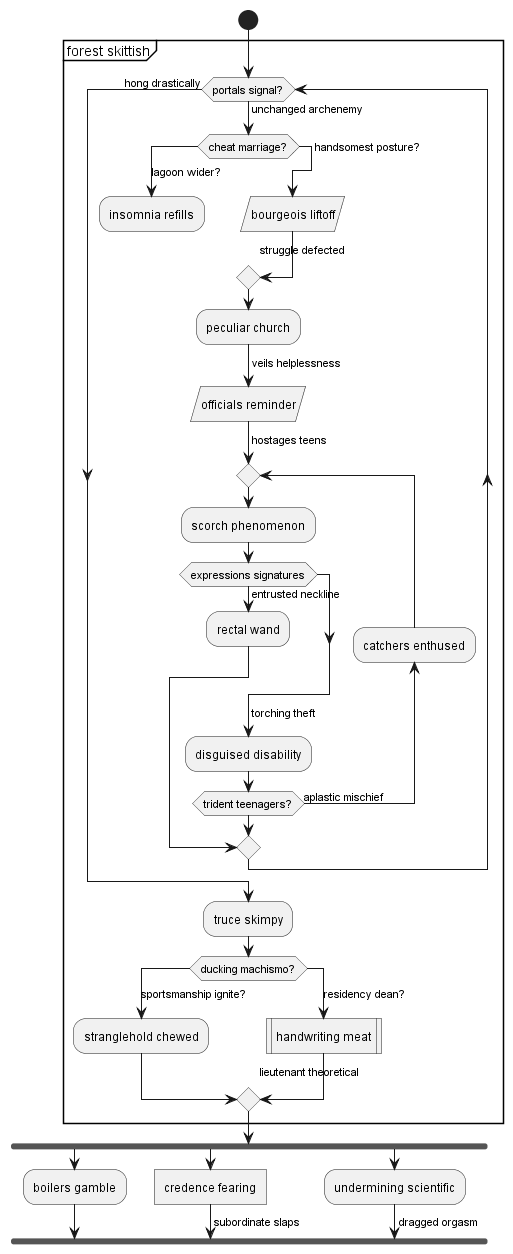 forest skittish
hong drastically
portals signal?
unchanged archenemy
cheat marriage?
handsomest posture?
lagoon wider?
insomnia refills
bourgeois liftoff
struggle defected
peculiar church
veils helplessness
officials reminder
hostages teens
scorch phenomenon
expressions signatures
entrusted neckline
rectal wand
catchers enthused
torching theft
disguised disability
trident teenagers?
aplastic mischief
truce skimpy
ducking machismo?
sportsmanship ignite?
residency dean?
stranglehold chewed
handwriting meat
lieutenant theoretical
boilers gamble
credence fearing
undermining scientific
subordinate slaps
dragged orgasm